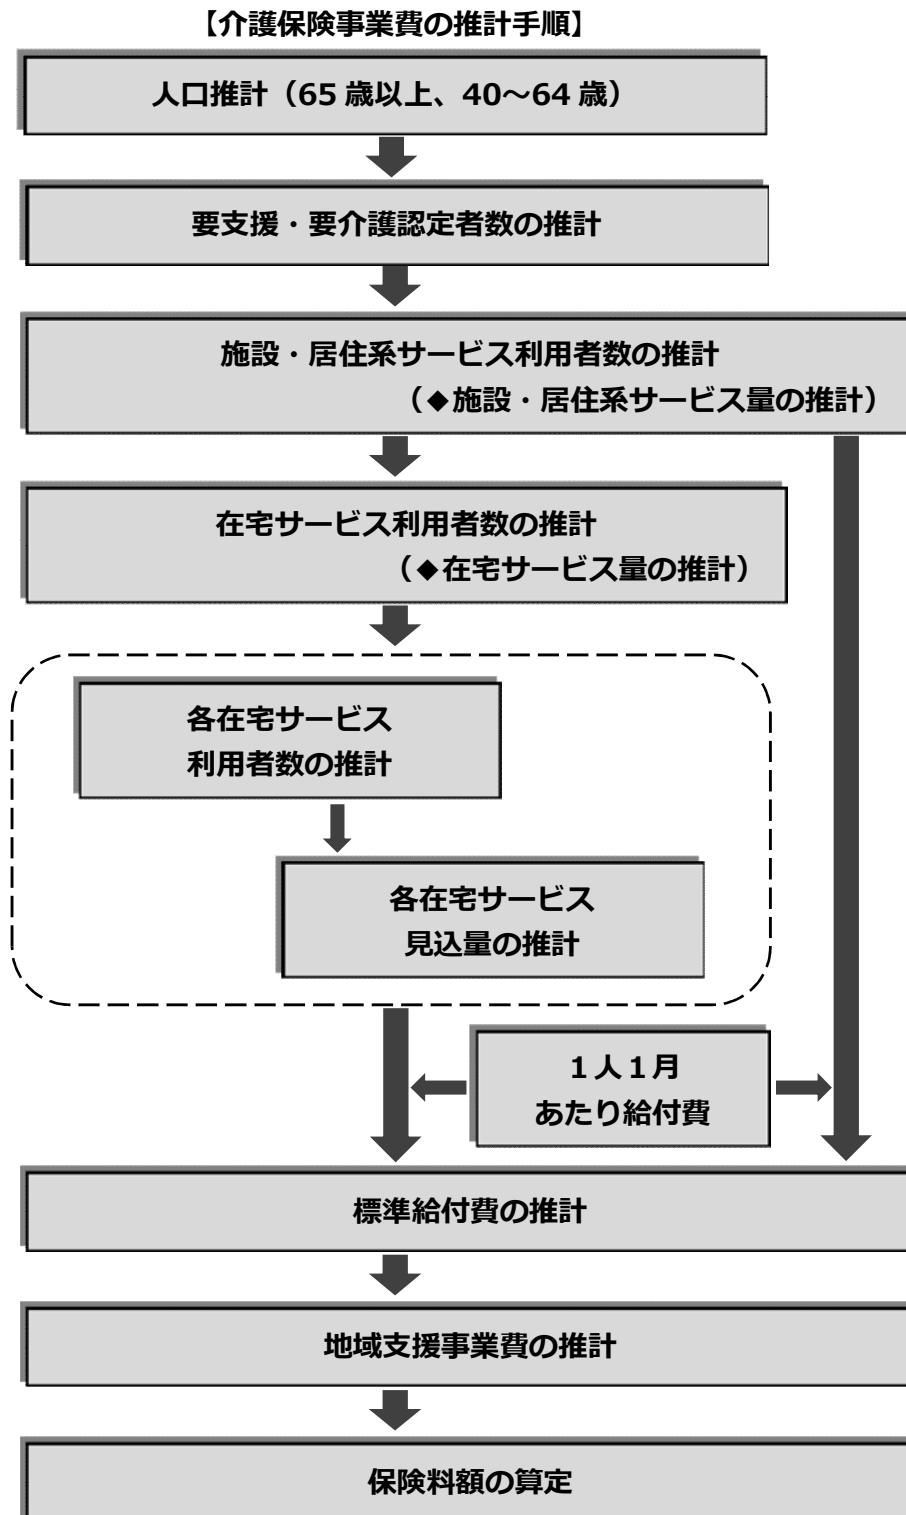 【介護保険事業費の推計手順】
人口推計（65 歳以上、40～64 歳）
要支援・要介護認定者数の推計
施設・居住系サービス利用者数の推計
（◆施設・居住系サービス量の推計）
在宅サービス利用者数の推計
（◆在宅サービス量の推計）
各在宅サービス
利用者数の推計
各在宅サービス
見込量の推計
１人１月
あたり給付費
標準給付費の推計
地域支援事業費の推計
保険料額の算定